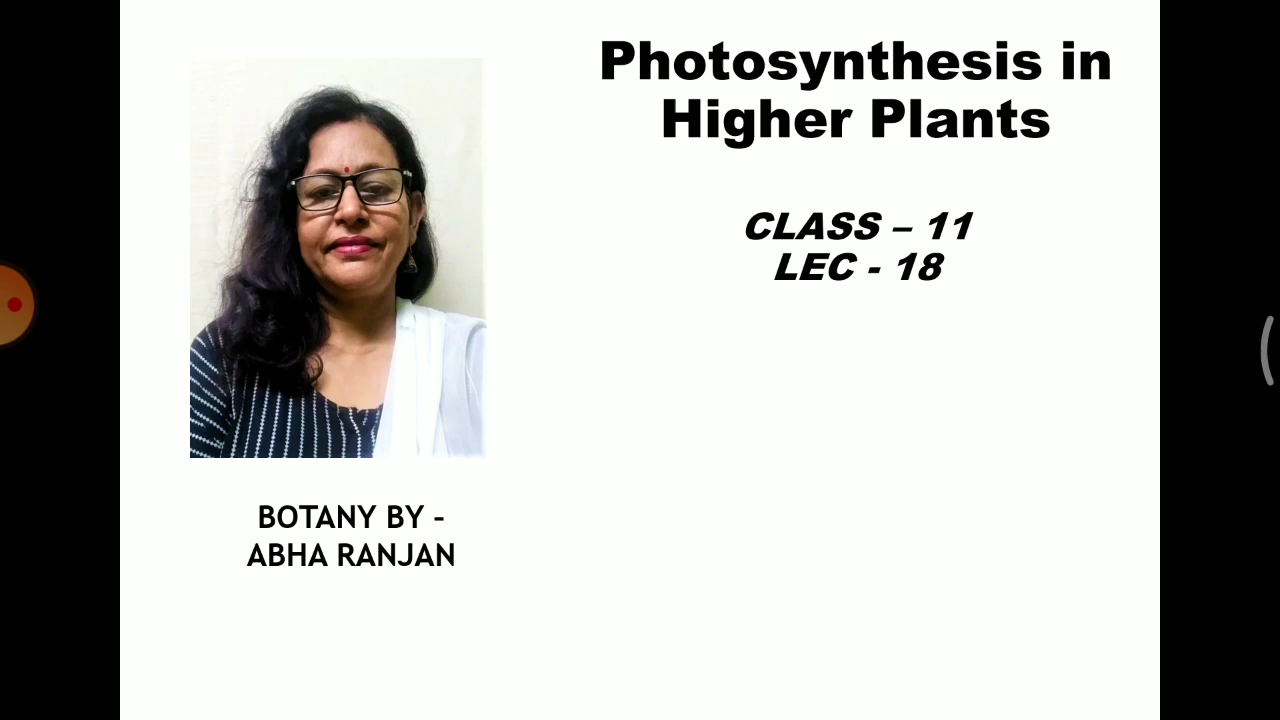 Photosynthesis in
Higher Plants
CLASS – 11
LEC - 18
BOTANY BY -
ABHA RANJAN